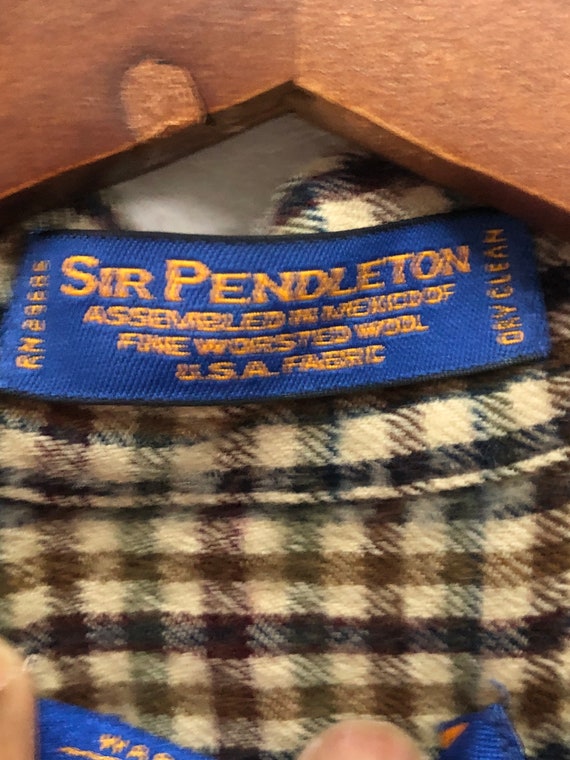 SIR PENDLETON
ASSEMBLED IN MEXICO OF
FINE WORSTED WOOL
U.S.A. FABRIC
DRY CLEAN